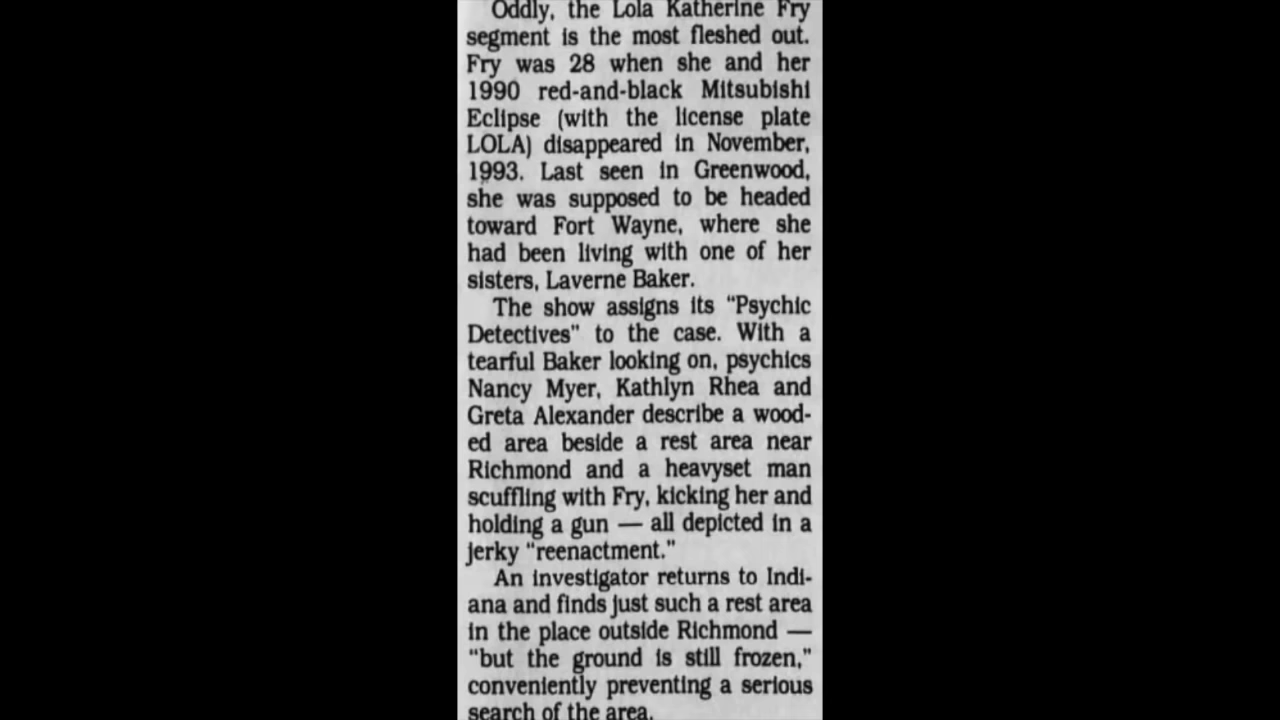 Oddly, the Lola Katherine Fry
segment is the most fleshed out.
Fry was 28 when she and her
1990 red-and-black Mitsubishi
Eclipse (with the license plate
LOLA) disappeared in November,
1993. Last seen in Greenwood,
she was supposed to be headed
toward Fort Wayne, where she
had been living with one of her
sisters, Laverne Baker.
The show assigns its "Psychic
Detectives" to the case. With a
tearful Baker looking on, psychics
Nancy Myer, Kathlyn Rhea and
Greta Alexander describe a wood-
ed area beside a rest area near
Richmond and a heavyset man
scuffling with Fry, kicking her and
holding a gun — all depicted in a
jerky "reenactment."
An investigator returns to Indi-
ana and finds just such a rest area
in the place outside Richmond —
"but the ground is still frozen,"
conveniently preventing a serious
search of the area.